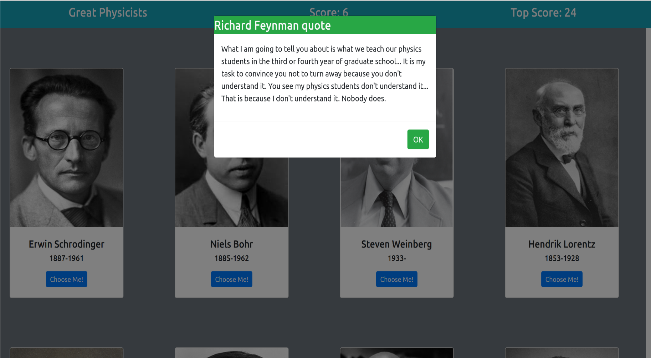 Great Physicists
Score: 6
Top Score: 24
Richard Feynman quote
What I am going to tell you about is what we teach our physics
students in the third or fourth year of graduate school... It is my
task to convince you not to turn away because you don't
understand it. You see my physics students don't understand it...
That is because I don't understand it. Nobody does.
OK
Erwin Schrodinger
1887-1961
Choose Me!
Niels Bohr
1885-1962
Choose Me!
Steven Weinberg
1933-
Choose Me!
Hendrik Lorentz
1853-1928
Choose Me!